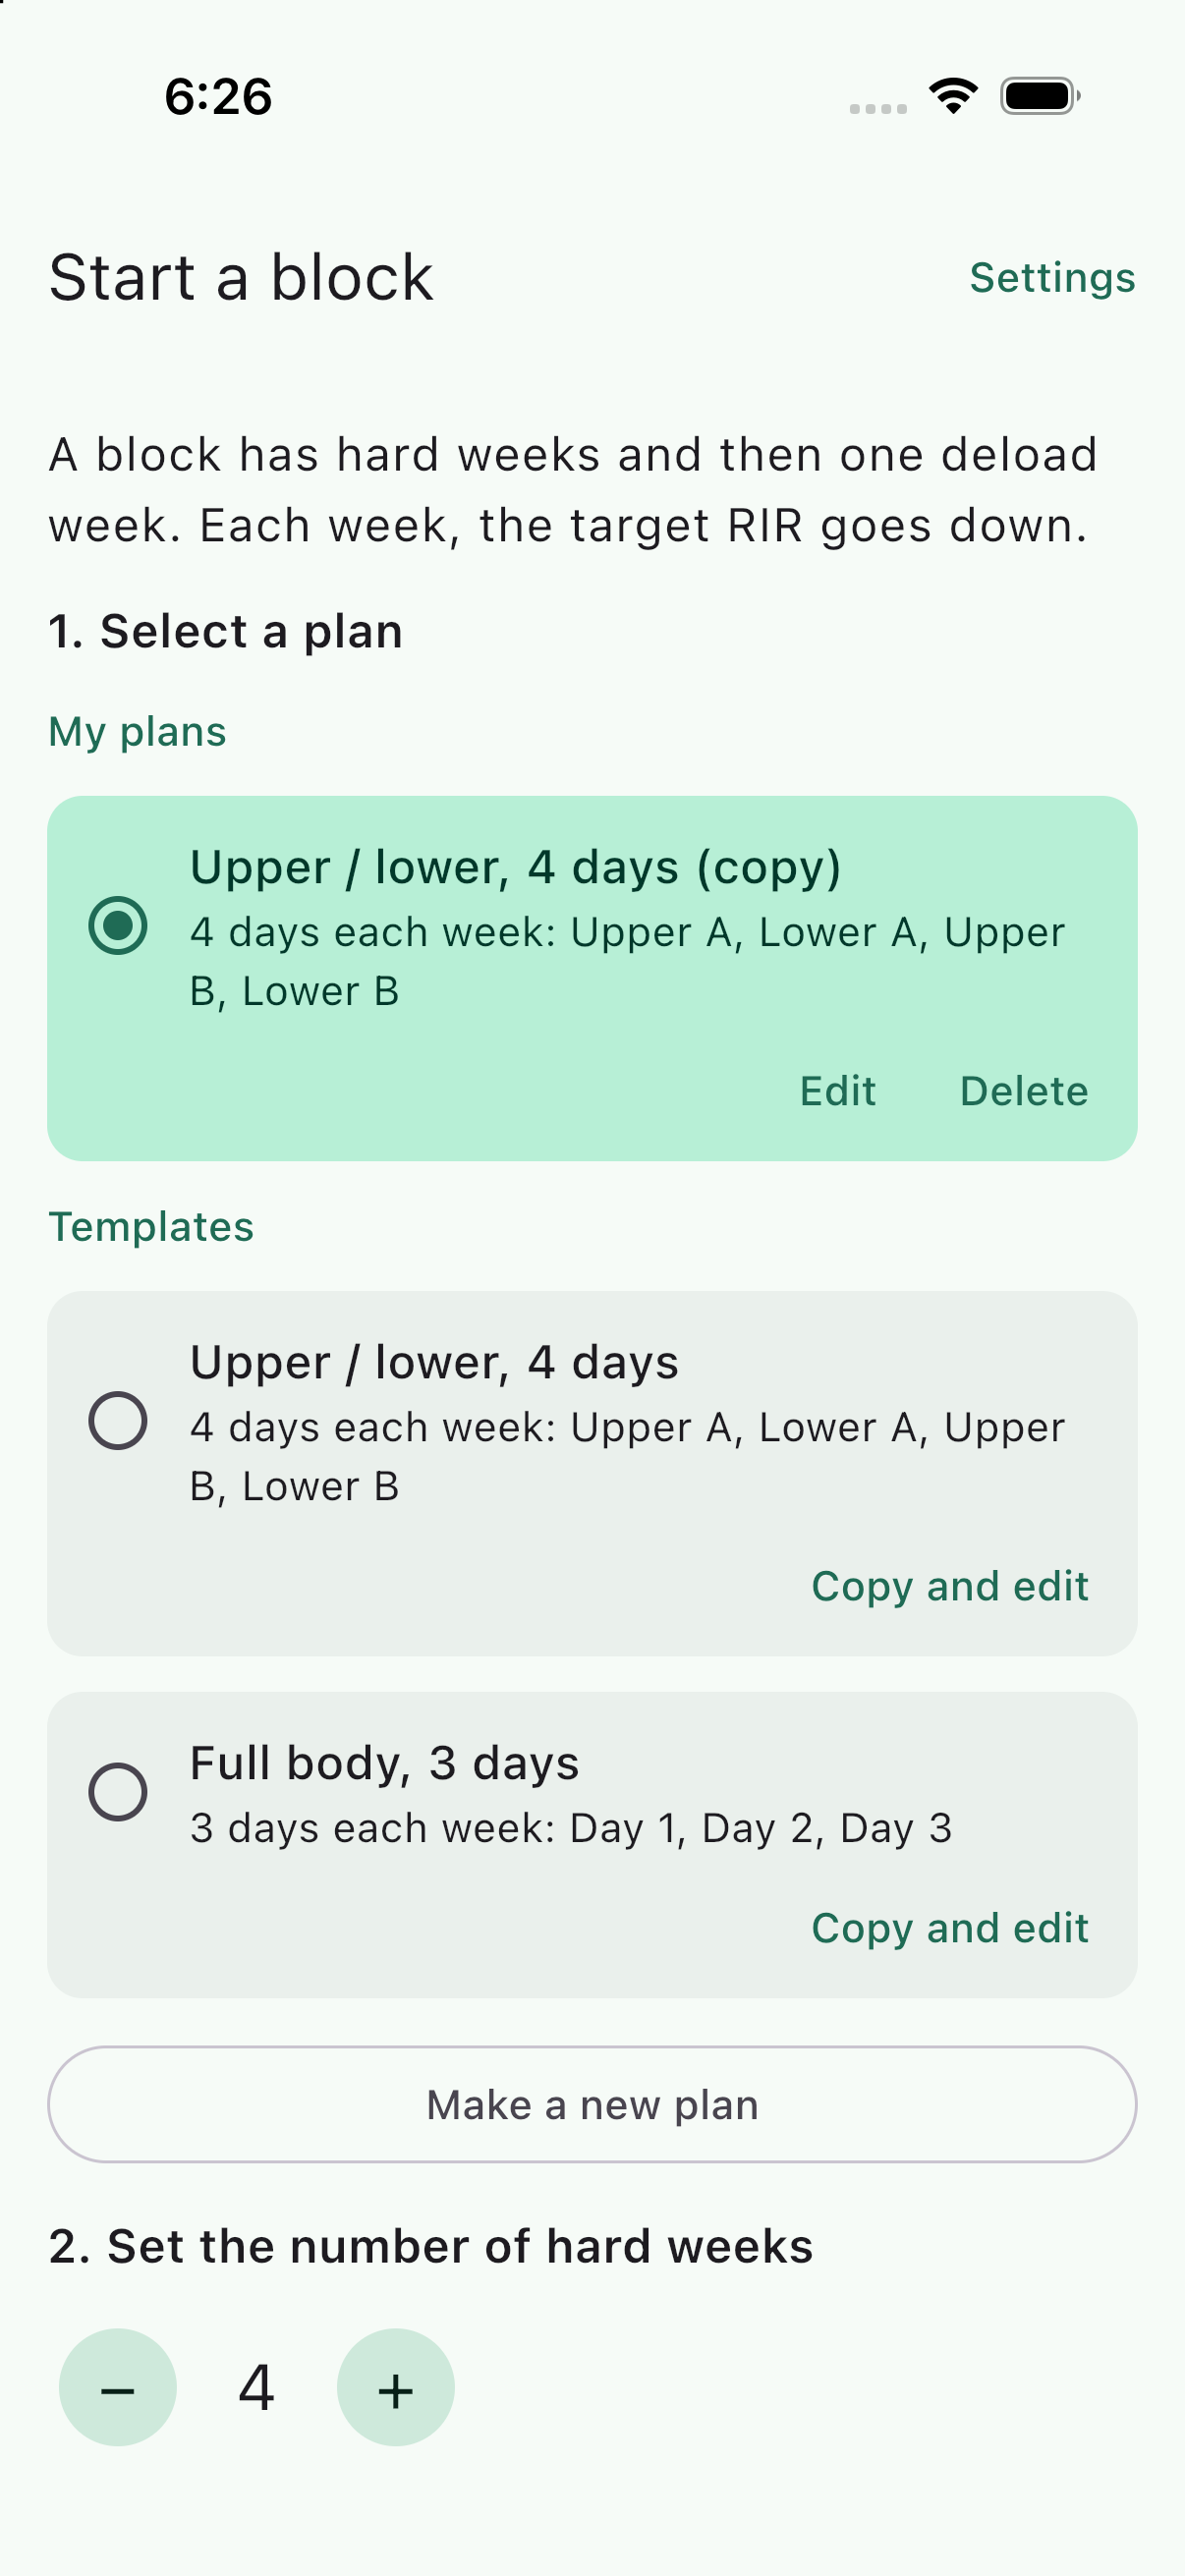 6:26
Start a block
Settings
A block has hard weeks and then one deload
week. Each week, the target RIR goes down.
1. Select a plan
My plans
Upper / lower, 4 days (copy)
4 days each week: Upper A, Lower A, Upper
B, Lower B
Edit
Delete
Templates
Upper / lower, 4 days
4 days each week: Upper A, Lower A, Upper
B, Lower B
Copy and edit
Full body, 3 days
3 days each week: Day 1, Day 2, Day 3
Copy and edit
Make a new plan
2. Set the number of hard weeks
− 4 +